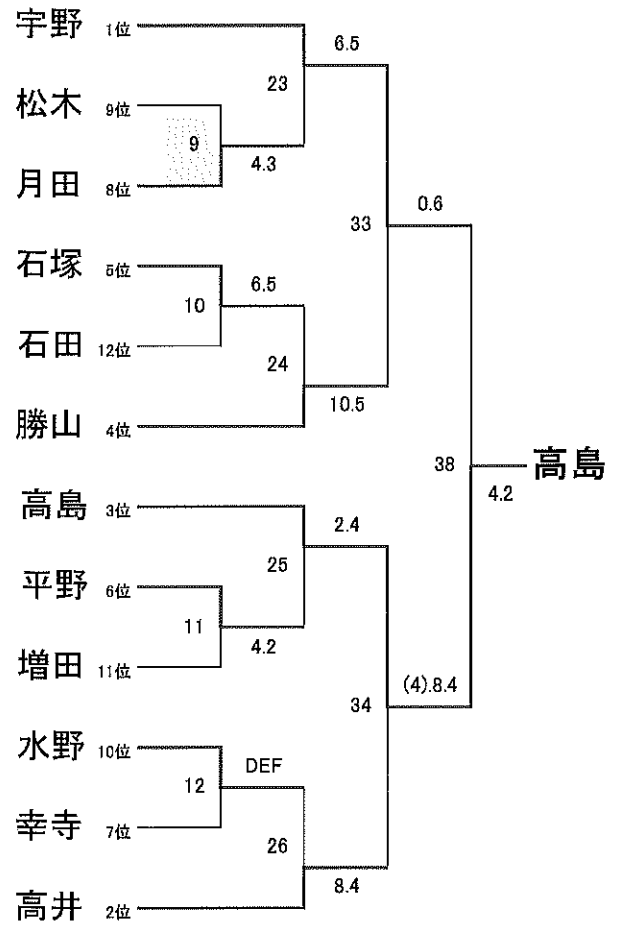 宇野 1位
6.5
23
松木 9位
9
4.3
月田 8位
0.6
33
石塚 5位
6.5
10
石田 12位
24
10.5
勝山 4位
38
高島
4.2
高島 3位
2.4
25
平野 6位
11
4.2
増田 11位
(4).8.4
34
水野 10位
DEF
12
幸寺 7位
26
8.4
高井 2位